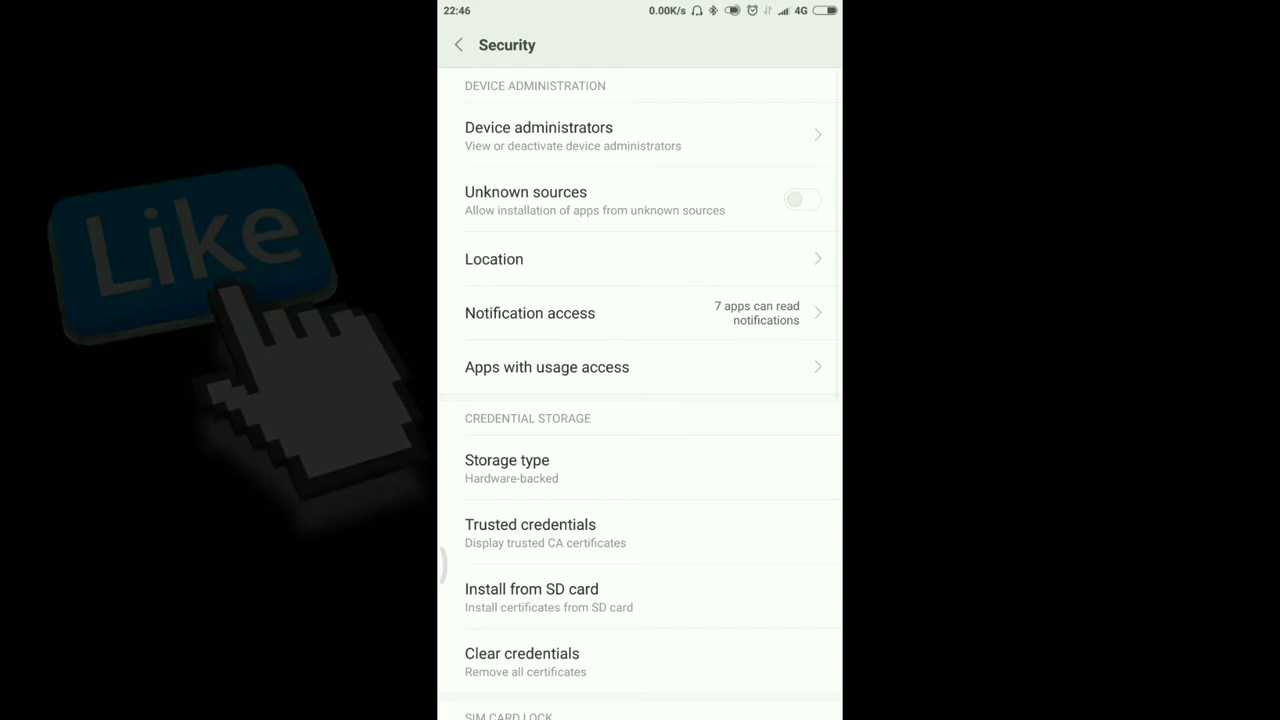 22:46
0.00K/s
4G
Security
DEVICE ADMINISTRATION
Device administrators
View or deactivate device administrators
Unknown sources
Allow installation of apps from unknown sources
Location
Notification access
7 apps can read
notifications
Apps with usage access
CREDENTIAL STORAGE
Storage type
Hardware-backed
Trusted credentials
Display trusted CA certificates
Install from SD card
Install certificates from SD card
Clear credentials
Remove all certificates
SIM CARD LOCK
Like